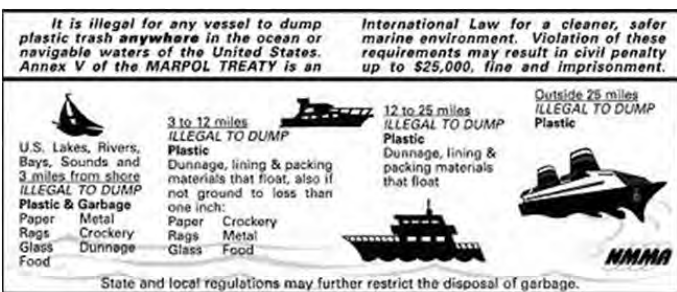 It is illegal for any vessel to dump
plastic trash anywhere in the ocean or
navigable waters of the United States.
Annex V of the MARPOL TREATY is an
International Law for a cleaner, safer
marine environment. Violation of these
requirements may result in civil penalty
up to $25,000, fine and imprisonment.
U.S. Lakes, Rivers,
Bays, Sounds and
3 miles from shore
ILLEGAL TO DUMP
Plastic & Garbage
Paper Metal
Rags Crockery
Glass Dunnage
Food
3 to 12 miles
ILLEGAL TO DUMP
Plastic
Dunnage, lining & packing
materials that float, also if
not ground to less than
one inch:
Paper Crockery
Rags Metal
Glass Food
12 to 25 miles
ILLEGAL TO DUMP
Plastic
Dunnage, lining &
packing materials
that float
Outside 25 miles
ILLEGAL TO DUMP
Plastic
NMMA
State and local regulations may further restrict the disposal of garbage.